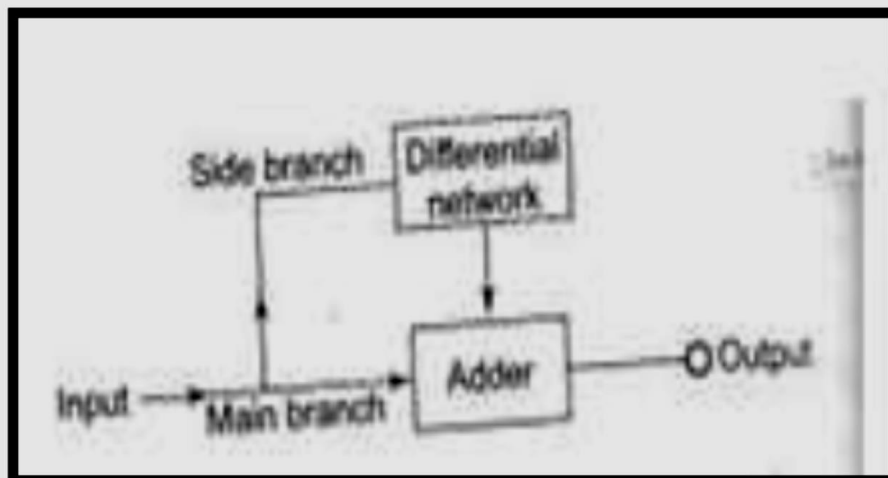 Side branch
Differential
network
Adder
Output
Input
Main branch